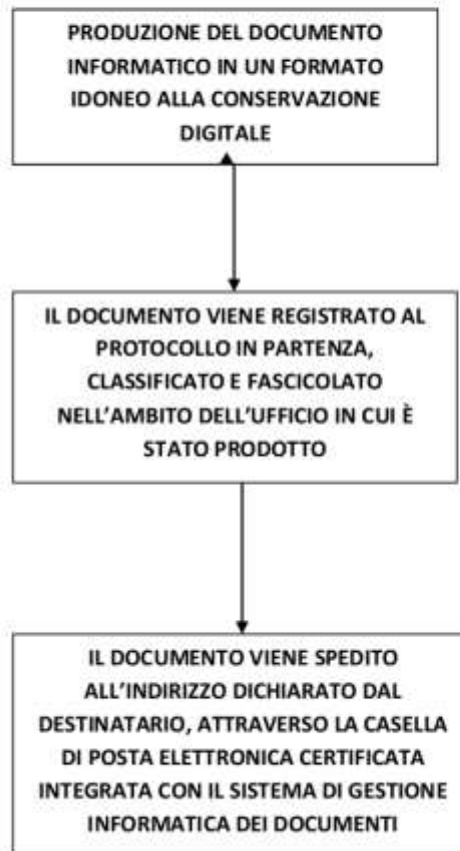 PRODUZIONE DEL DOCUMENTO
INFORMATICO IN UN FORMATO
IDONEO ALLA CONSERVAZIONE
DIGITALE
IL DOCUMENTO VIENE REGISTRATO AL
PROTOCOLLO IN PARTENZA,
CLASSIFICATO E FASCICOLATO
NELL'AMBITO DELL'UFFICIO IN CUI È
STATO PRODOTTO
IL DOCUMENTO VIENE SPEDITO
ALL'INDIRIZZO DICHIARATO DAL
DESTINATARIO, ATTRAVERSO LA CASELLA
DI POSTA ELETTRONICA CERTIFICATA
INTEGRATA CON IL SISTEMA DI GESTIONE
INFORMATICA DEI DOCUMENTI